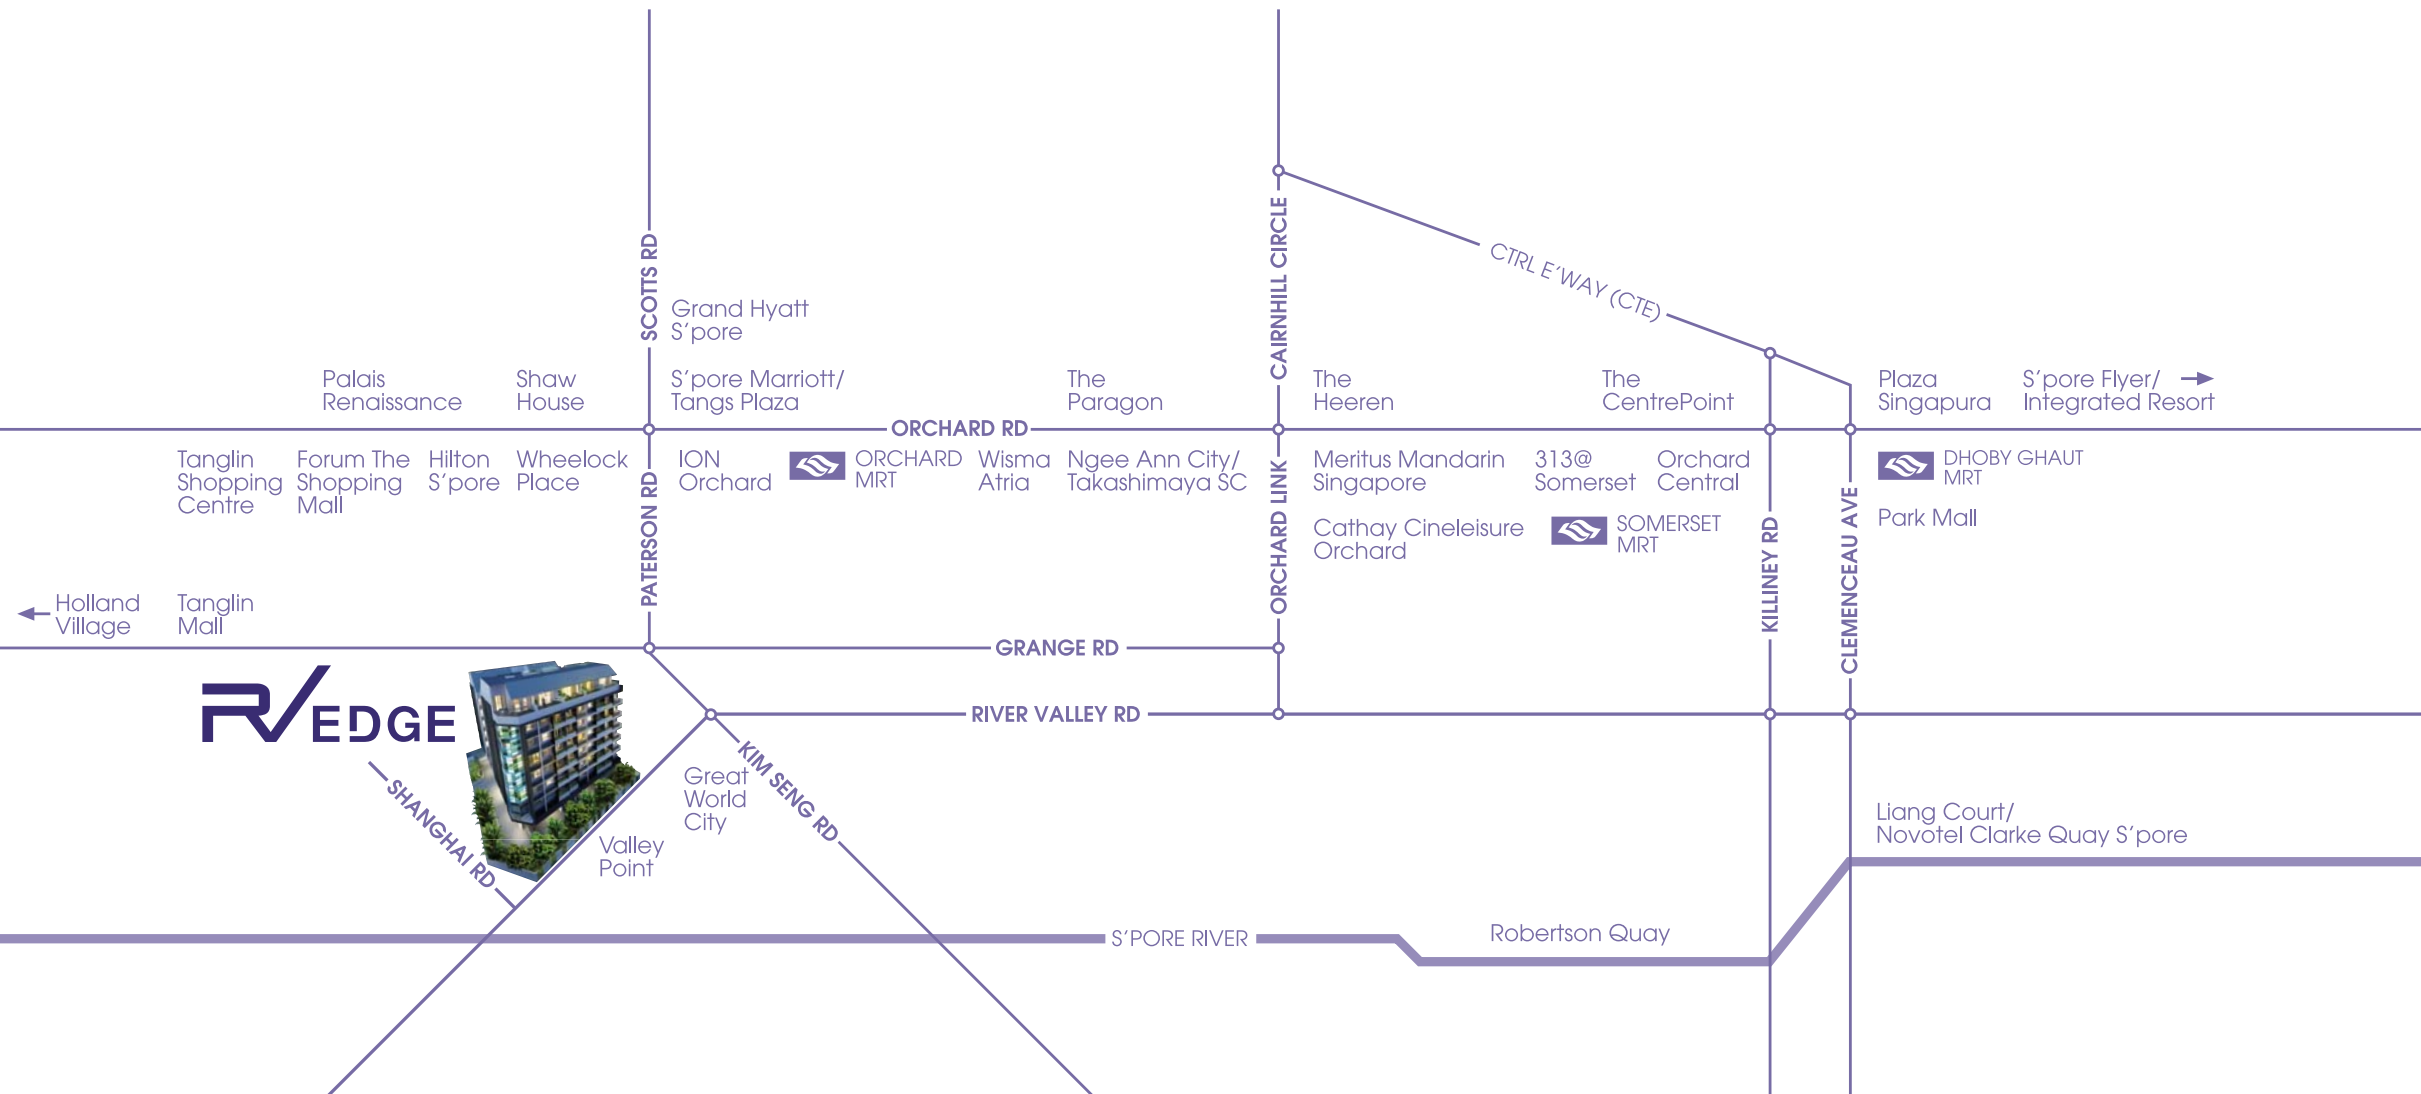 SCOTTS RD
CAIRNHILL CIRCLE
CTRL E'WAY (CTE)
Grand Hyatt
S'pore
Palais
Renaissance
Shaw
House
S'pore Marriott/
Tangs Plaza
The
Paragon
The
Heeren
The
CentrePoint
Plaza
Singapura
S'pore Flyer/
Integrated Resort
ORCHARD RD
Tanglin
Shopping
Centre
Forum The
Shopping
Mall
Hilton
S'pore
Wheelock
Place
PATERSON RD
ION
Orchard
ORCHARD
MRT
Wisma
Atria
Ngee Ann City/
Takashimaya SC
ORCHARD LINK
Meritus Mandarin
Singapore
313@
Somerset
Orchard
Central
Cathay Cineleisure
Orchard
SOMERSET
MRT
KILLINEY RD
CLEMENCEAU AVE
DHOBY GHAUT
MRT
Park Mall
Holland
Village
Tanglin
Mall
GRANGE RD
RV EDGE
RIVER VALLEY RD
SHANGHAI RD
Great
World
City
KIM SENG RD
Valley
Point
Liang Court/
Novotel Clarke Quay S'pore
S'PORE RIVER
Robertson Quay